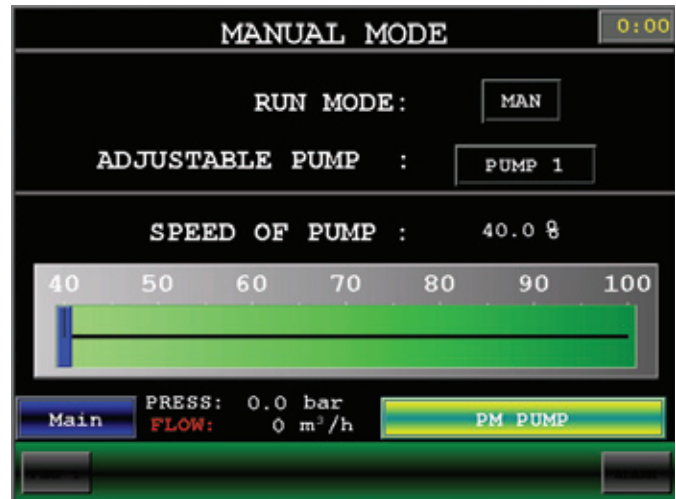 MANUAL MODE 0:00
RUN MODE: MAN
ADJUSTABLE PUMP : PUMP 1
SPEED OF PUMP : 40.0 %
40 50 60 70 80 90 100
Main PRESS: 0.0 bar PM PUMP
FLOW: 0 m³/h